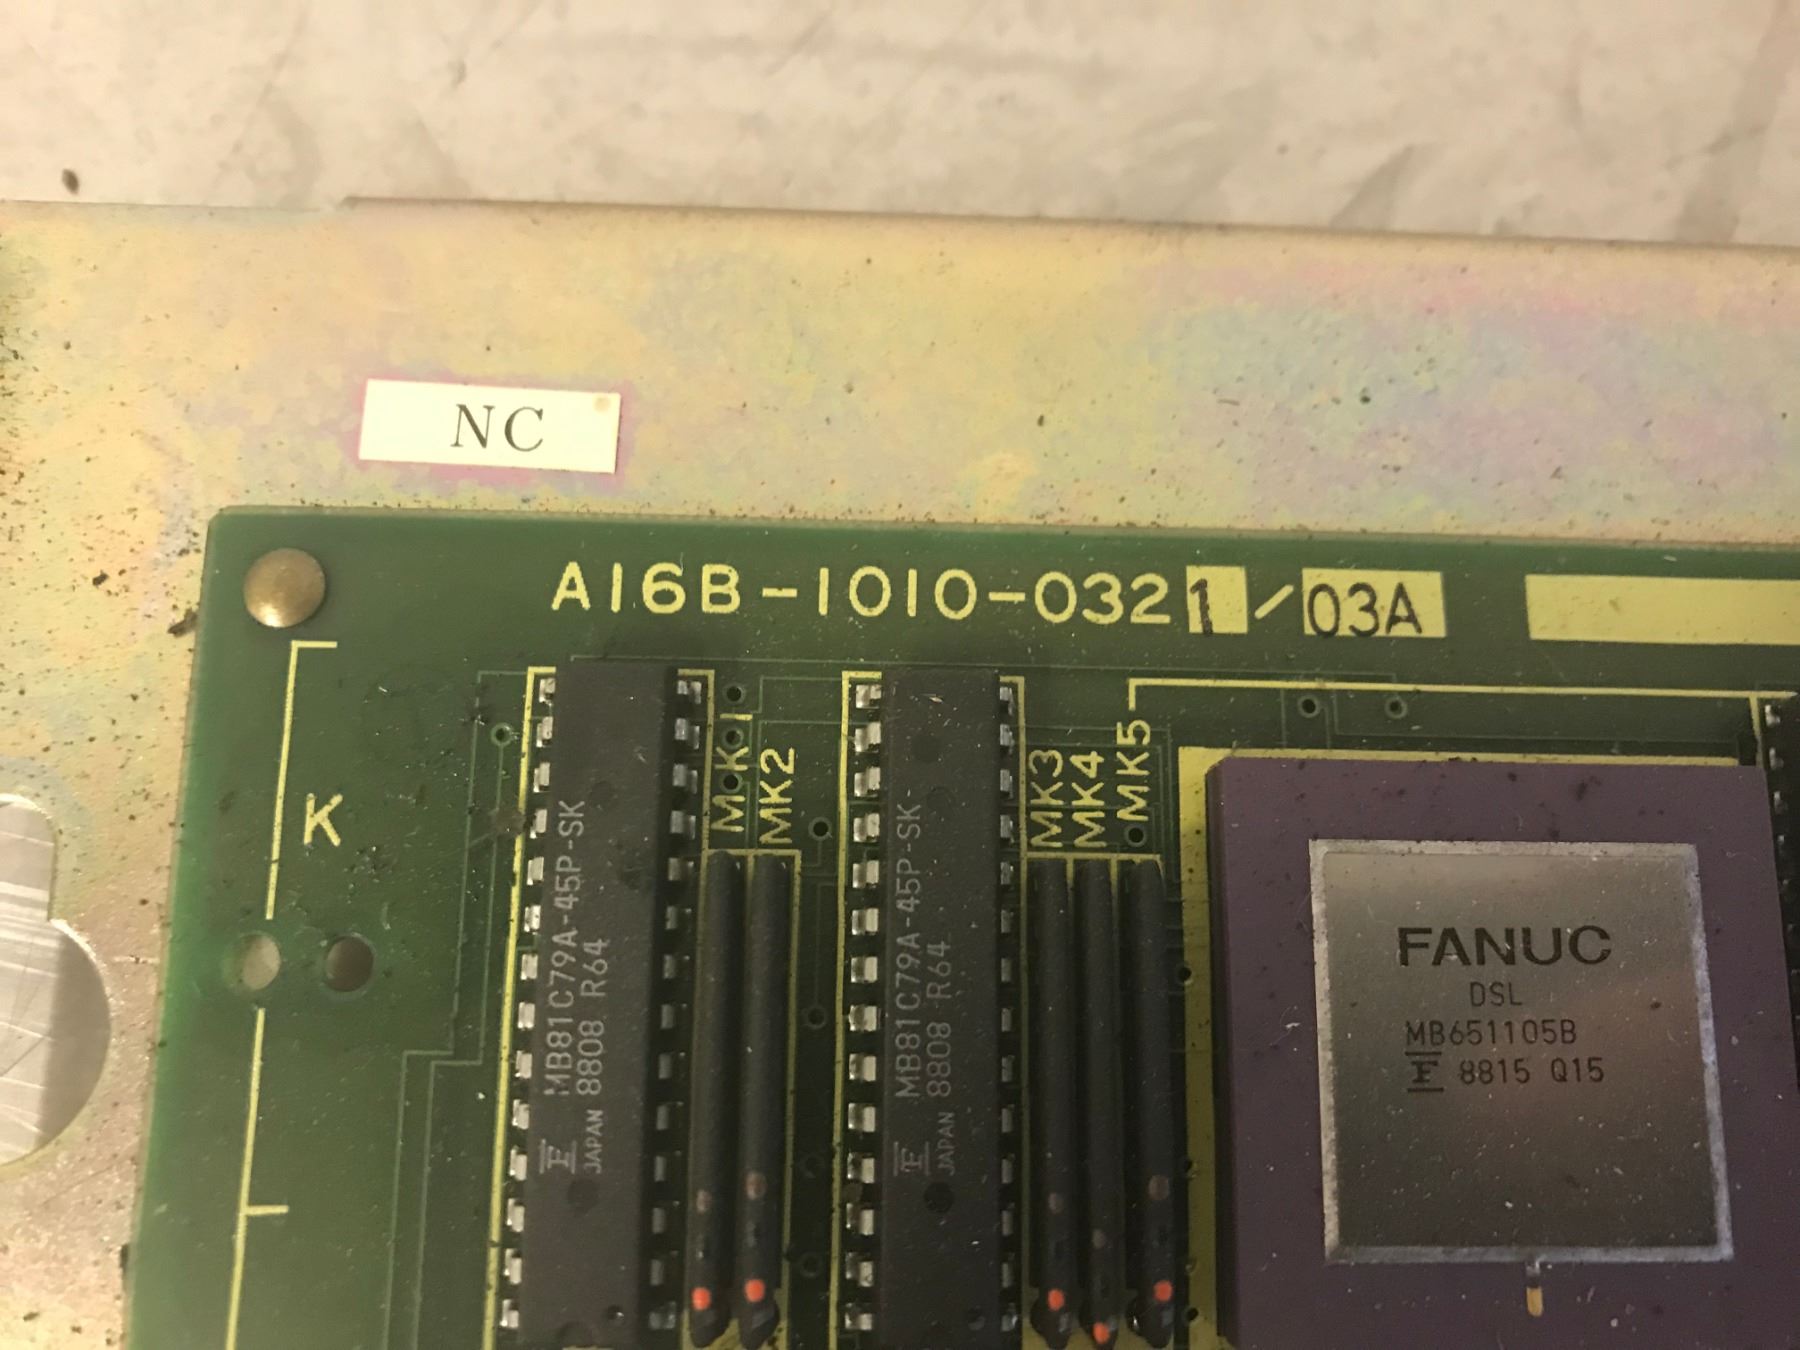 NC
A16B-1010-0321/03A
K
MK1
MK2
MK3
MK4
MK5
MB81C79A-45P-SK
8808 R64
JAPAN
MB81C79A-45P-SK
8808 R64
JAPAN
FANUC
DSL
MB651105B
F 8815 Q15